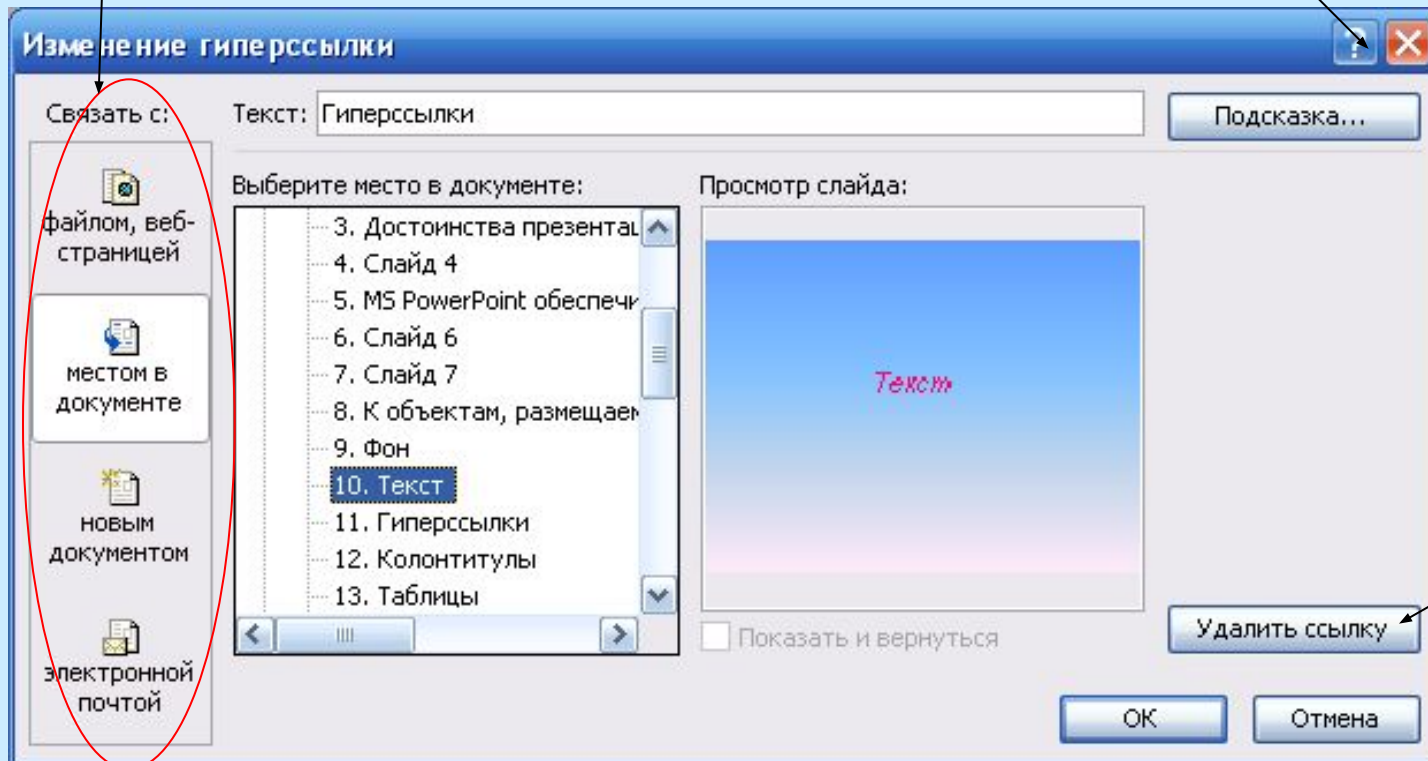 Изменение гиперссылки
Связать с:
Текст: Гиперссылки
Подсказка...
файлом, веб-
страницей
местом в
документе
новым
документом
электронной
почтой
Выберите место в документе:
3. Достоинства презентац
4. Слайд 4
5. MS PowerPoint обеспечи
6. Слайд 6
7. Слайд 7
8. К объектам, размещаем
9. Фон
10. Текст
11. Гиперссылки
12. Колонтитулы
13. Таблицы
Просмотр слайда:
Текст
Показать и вернуться
Удалить ссылку
ОК
Отмена